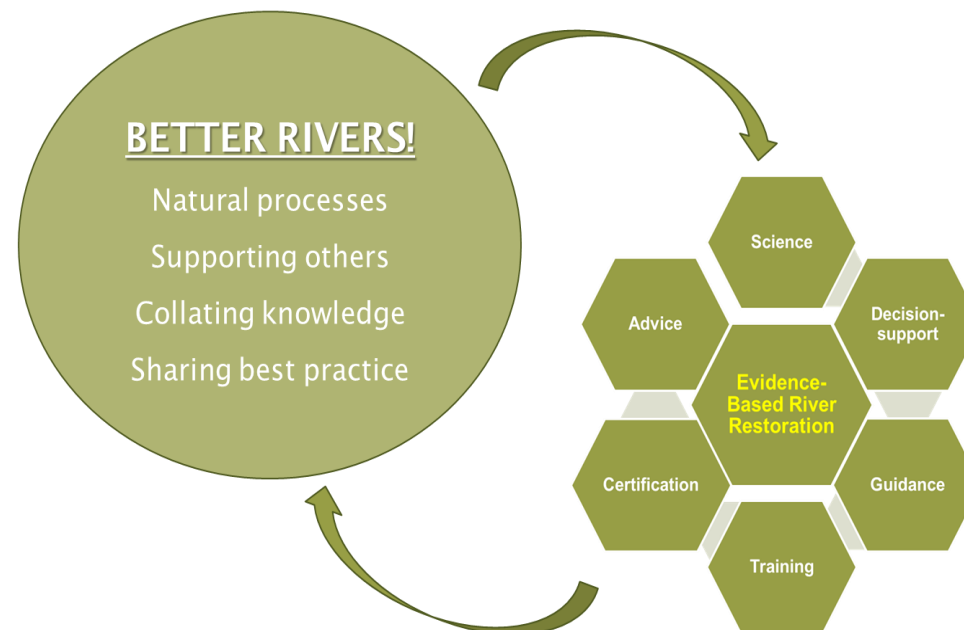 BETTER RIVERS!
Natural processes
Supporting others
Collating knowledge
Sharing best practice
Science
Decision-
support
Advice
Evidence-
Based River
Restoration
Certification
Guidance
Training